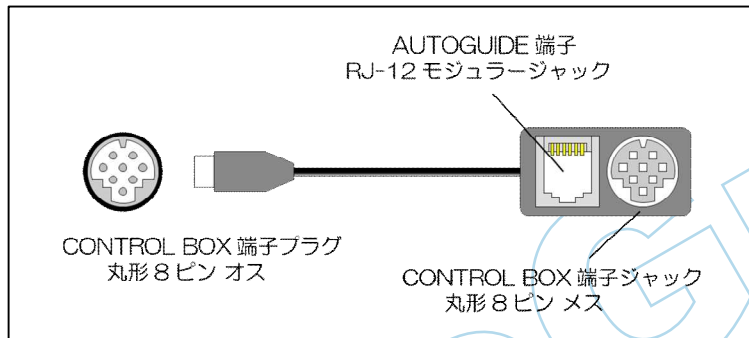 AUTOGUIDE 端子
RJ-12 モジュラージャック
CONTROL BOX 端子プラグ
丸形 8 ピン オス
CONTROL BOX 端子ジャック
丸形 8 ピン メス